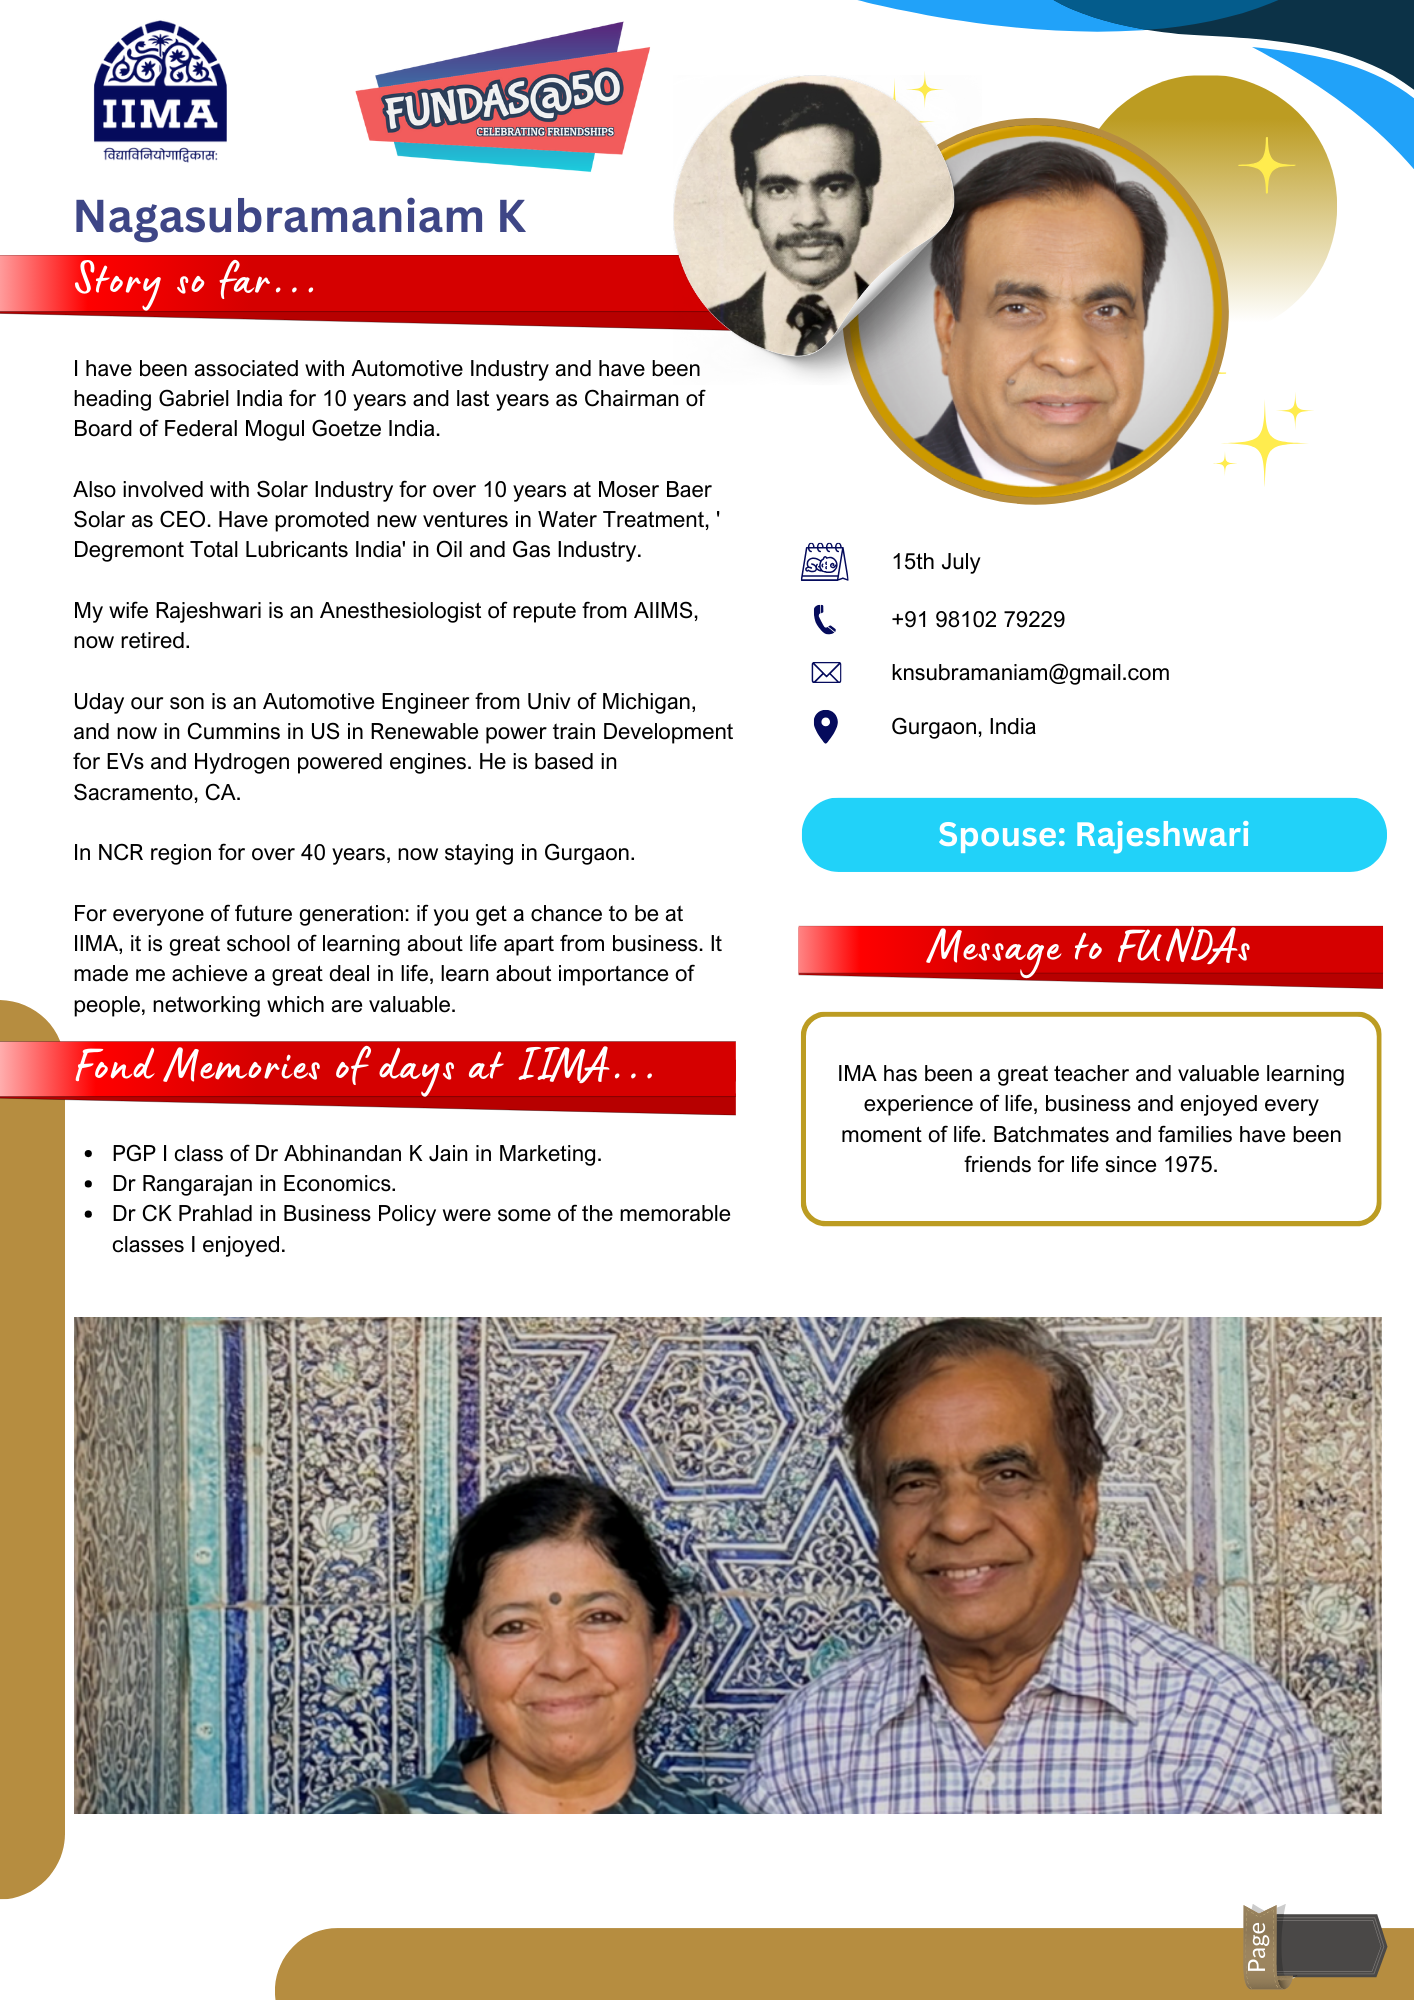 IIMA
विद्याविनियोगाद्विकासः
FUNDAS@50
CELEBRATING FRIENDSHIPS
Nagasubramaniam K
Story so far...
I have been associated with Automotive Industry and have been
heading Gabriel India for 10 years and last years as Chairman of
Board of Federal Mogul Goetze India.
Also involved with Solar Industry for over 10 years at Moser Baer
Solar as CEO. Have promoted new ventures in Water Treatment, '
Degremont Total Lubricants India' in Oil and Gas Industry.
My wife Rajeshwari is an Anesthesiologist of repute from AIIMS,
now retired.
Uday our son is an Automotive Engineer from Univ of Michigan,
and now in Cummins in US in Renewable power train Development
for EVs and Hydrogen powered engines. He is based in
Sacramento, CA.
In NCR region for over 40 years, now staying in Gurgaon.
For everyone of future generation: if you get a chance to be at
IIMA, it is great school of learning about life apart from business. It
made me achieve a great deal in life, learn about importance of
people, networking which are valuable.
Fond Memories of days at IIMA...
• PGP I class of Dr Abhinandan K Jain in Marketing.
• Dr Rangarajan in Economics.
• Dr CK Prahlad in Business Policy were some of the memorable
classes I enjoyed.
15th July
+91 98102 79229
knsubramaniam@gmail.com
Gurgaon, India
Spouse: Rajeshwari
Message to FUNDAs
IMA has been a great teacher and valuable learning
experience of life, business and enjoyed every
moment of life. Batchmates and families have been
friends for life since 1975.
Page